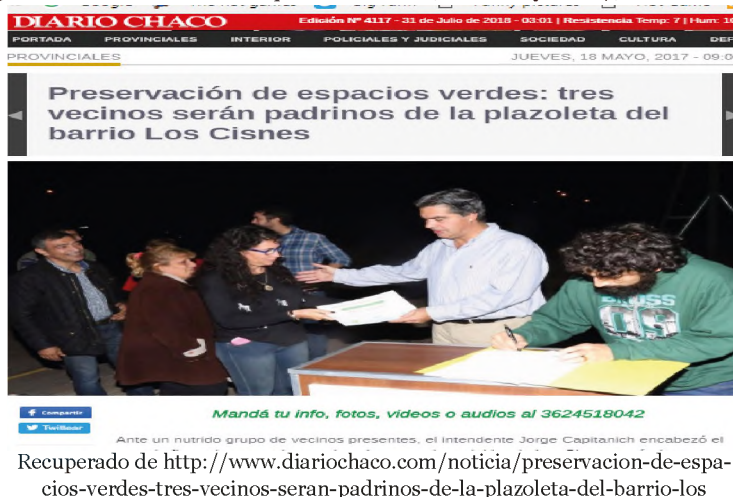 DIARIO CHACO
Edición Nº 4117 - 31 de Julio de 2018 - 03:01 | Resistencia Temp: 7 | Hum:
PORTADA PROVINCIALES INTERIOR POLICIALES Y JUDICIALES SOCIEDAD CULTURA
PROVINCIALES
JUEVES, 18 MAYO, 2017 - 09:0
Preservación de espacios verdes: tres
vecinos serán padrinos de la plazoleta del
barrio Los Cisnes
Compartir
Twittear
Mandá tu info, fotos, videos o audios al 3624518042
Ante un nutrido grupo de vecinos presentes, el intendente Jorge Capitanich encabezó el
Recuperado de http://www.diariochaco.com/noticia/preservacion-de-espa-
cios-verdes-tres-vecinos-seran-padrinos-de-la-plazoleta-del-barrio-los